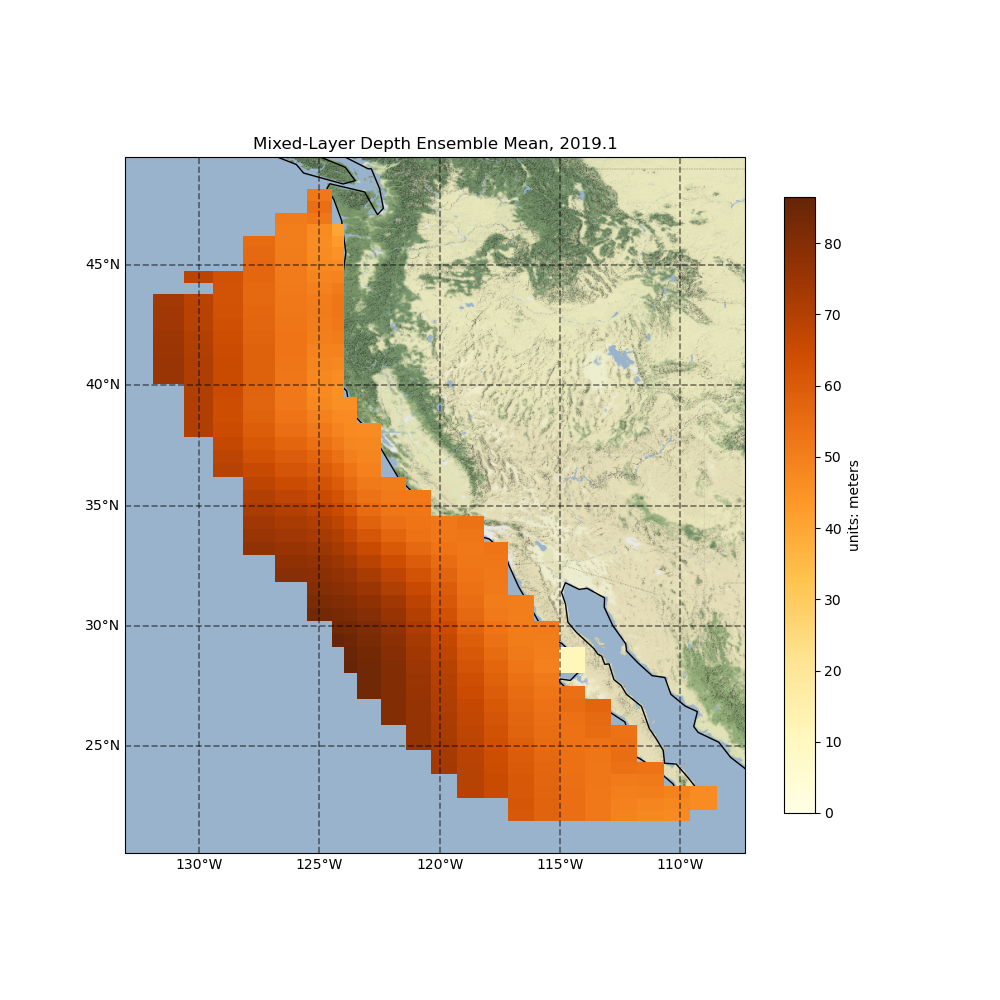 Mixed-Layer Depth Ensemble Mean, 2019.1
45°N
40°N
35°N
30°N
25°N
130°W
125°W
120°W
115°W
110°W
80
70
60
50
40
30
20
10
0
units: meters